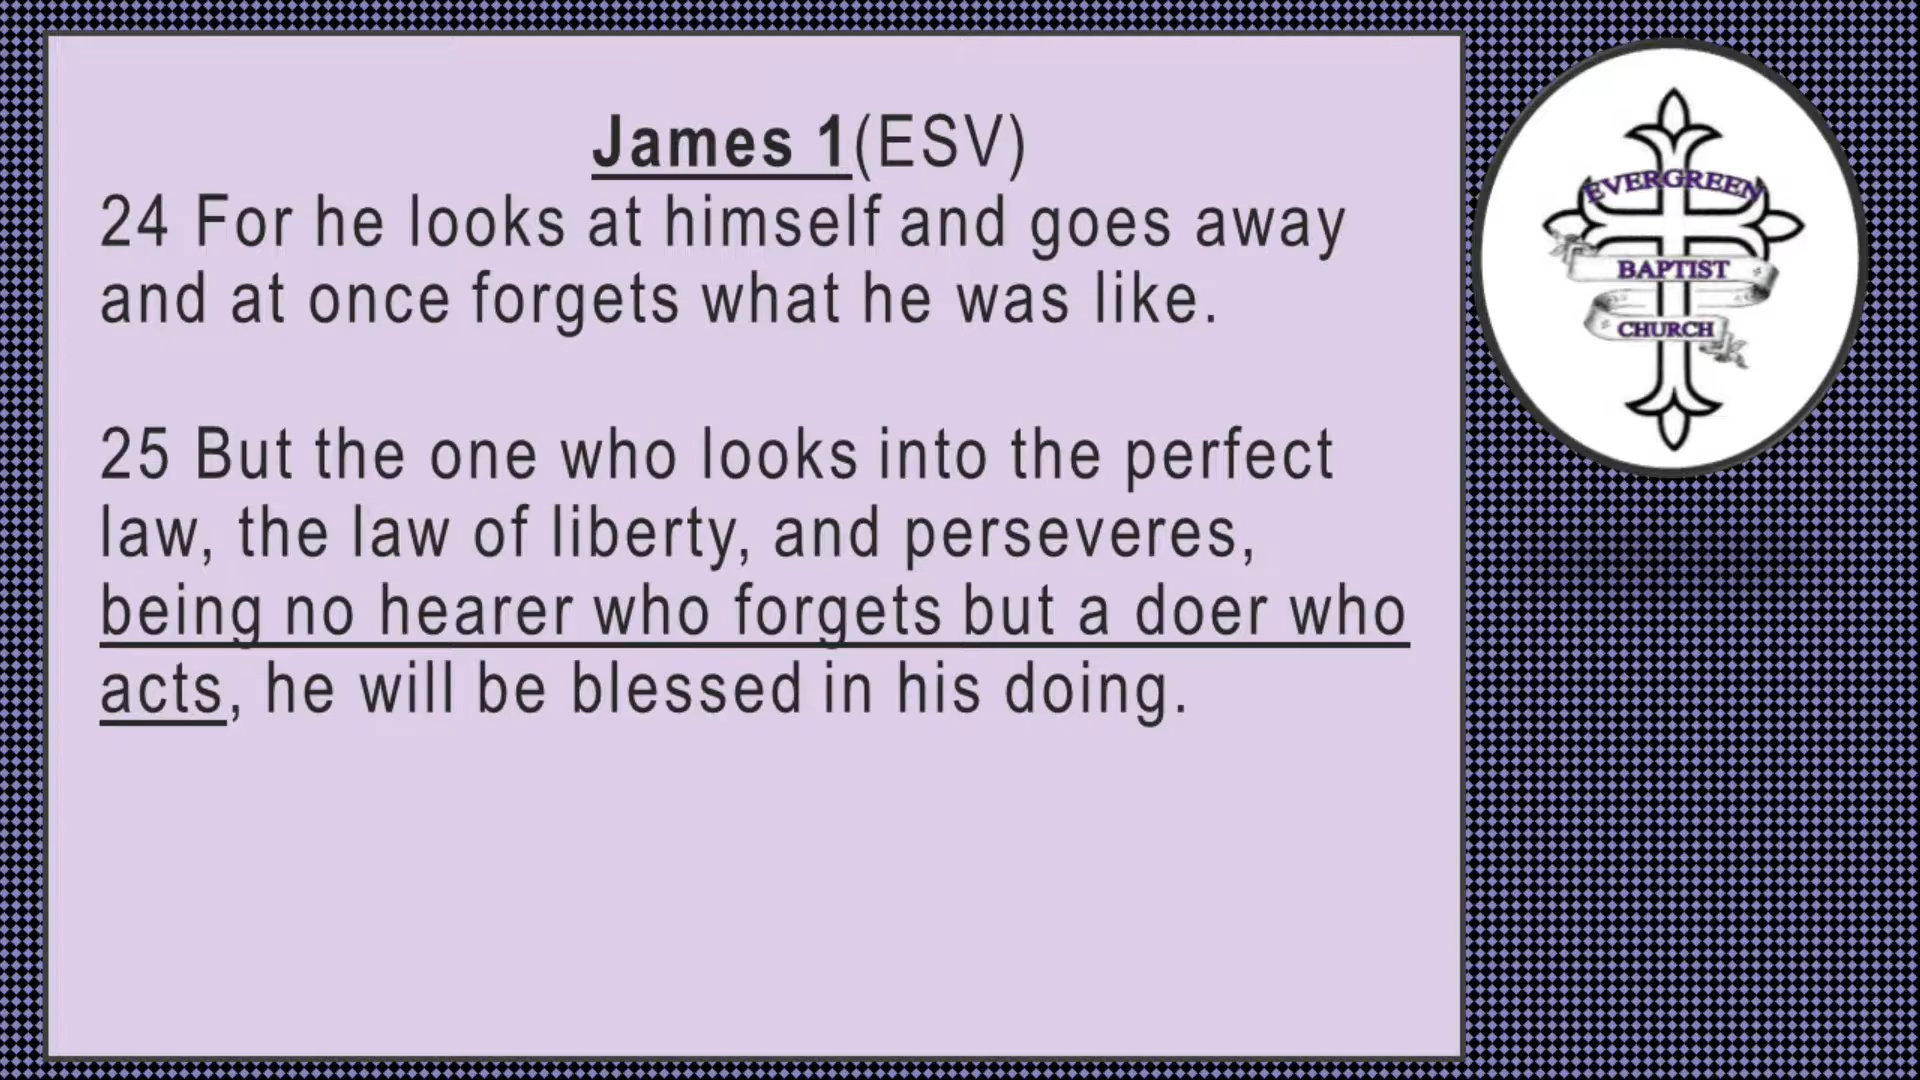 James 1(ESV)
24 For he looks at himself and goes away
and at once forgets what he was like.
25 But the one who looks into the perfect
law, the law of liberty, and perseveres,
being no hearer who forgets but a doer who
acts, he will be blessed in his doing.
EVERGREEN
BAPTIST
CHURCH